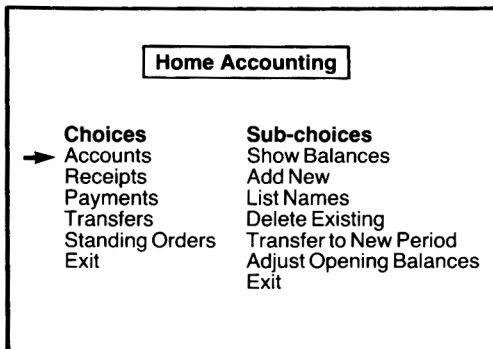 Home Accounting
Choices Sub-choices
Accounts Show Balances
Receipts Add New
Payments List Names
Transfers Delete Existing
Standing Orders Transfer to New Period
Exit Adjust Opening Balances
Exit